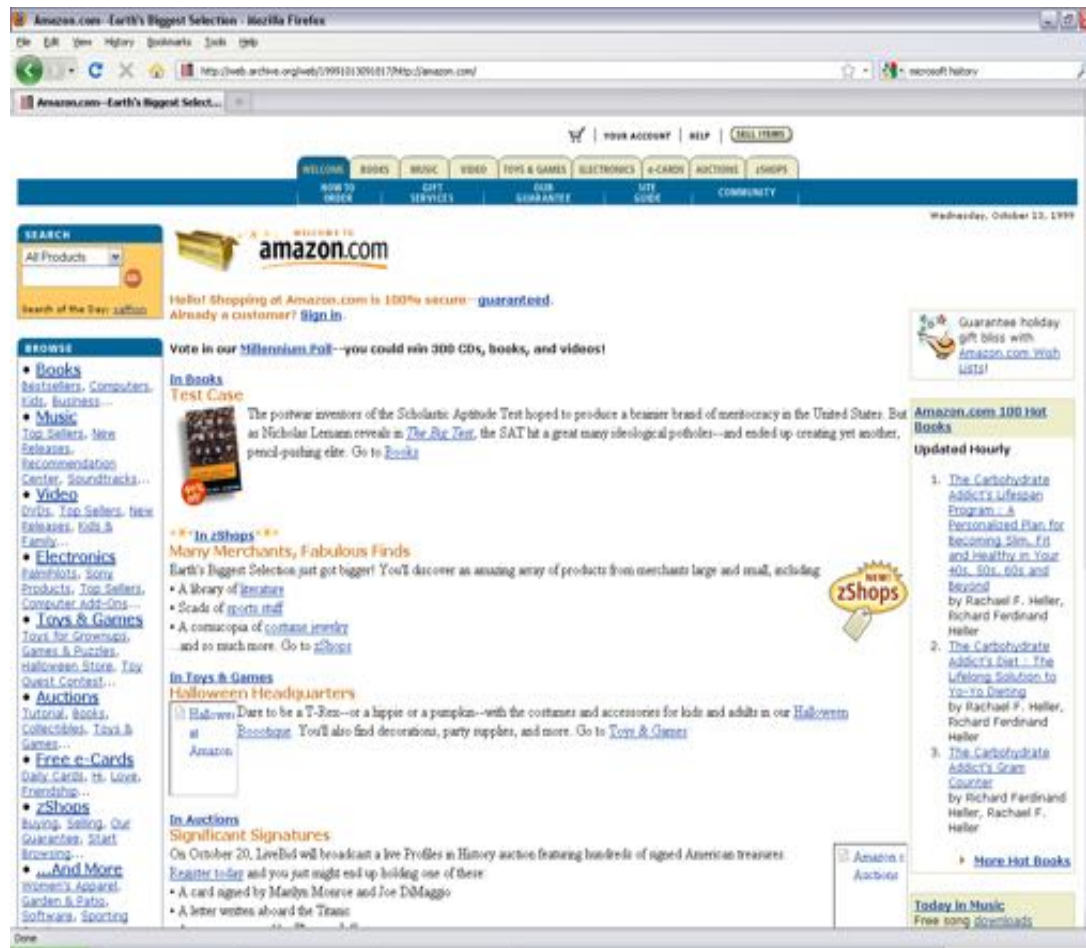 Amazon.com--Earth's Biggest Selection - Mozilla Firefox
File Edit View History Bookmarks Tools Help
http://web.archive.org/web/19991013091817/http://amazon.com/
microsoft history
Amazon.com--Earth's Biggest Select...
YOUR ACCOUNT | HELP | SELL ITEMS
WELCOME BOOKS MUSIC VIDEO TOYS & GAMES ELECTRONICS e-CARDS AUCTIONS zSHOPS
HOW TO ORDER | GIFT SERVICES | OUR GUARANTEE | SITE GUIDE | COMMUNITY
Wednesday, October 13, 1999
SEARCH
All Products
GO
Search of the Day: saffron
BROWSE
• Books
Bestsellers, Computers,
Kids, Business...
• Music
Top Sellers, New
Releases,
Recommendation
Center, Soundtracks...
• Video
DVDs, Top Sellers, New
Releases, Kids &
Family...
• Electronics
PalmPilots, Sony
Products, Top Sellers,
Computer Add-Ons...
• Toys & Games
Toys for Grownups,
Games & Puzzles,
Halloween Store, Toy
Quest Contest...
• Auctions
Tutorial, Books,
Collectibles, Toys &
Games...
• Free e-Cards
Daily Cards, Hi, Love,
Friendship...
• zShops
Buying, Selling, Our
Guarantee, Start
Browsing...
• ...And More
Women's Apparel,
Garden & Patio,
Software, Sporting
WELCOME TO
amazon.com
Hello! Shopping at Amazon.com is 100% secure--guaranteed.
Already a customer? Sign in.
Vote in our Millennium Poll--you could win 300 CDs, books, and videos!
In Books
Test Case
The postwar inventors of the Scholastic Aptitude Test hoped to produce a brainier brand of meritocracy in the United States. But
as Nicholas Lemann reveals in The Big Test, the SAT hit a great many ideological potholes--and ended up creating yet another,
pencil-pushing elite. Go to Books
In zShops
Many Merchants, Fabulous Finds
Earth's Biggest Selection just got bigger! You'll discover an amazing array of products from merchants large and small, including
• A library of literature
• Scads of sports stuff
• A cornucopia of costume jewelry
...and so much more. Go to zShops
NEW!
zShops
In Toys & Games
Halloween Headquarters
Hallowe
at
Amazon
Dare to be a T-Rex--or a hippie or a pumpkin--with the costumes and accessories for kids and adults in our Halloween
Boootique. You'll also find decorations, party supplies, and more. Go to Toys & Games
In Auctions
Significant Signatures
On October 20, LiveBid will broadcast a live Profiles in History auction featuring hundreds of signed American treasures.
Register today and you just might end up holding one of these:
• A card signed by Marilyn Monroe and Joe DiMaggio
• A letter written aboard the Titanic
Amazon.c
Auctions
Guarantee holiday
gift bliss with
Amazon.com Wish
Lists!
Amazon.com 100 Hot
Books
Updated Hourly
1. The Carbohydrate
Addict's Lifespan
Program : A
Personalized Plan for
Becoming Slim, Fit
and Healthy in Your
40s, 50s, 60s and
Beyond
by Rachael F. Heller,
Richard Ferdinand
Heller
2. The Carbohydrate
Addict's Diet : The
Lifelong Solution to
Yo-Yo Dieting
by Rachael F. Heller,
Richard Ferdinand
Heller
3. The Carbohydrate
Addict's Gram
Counter
by Richard Ferdinand
Heller, Rachael F.
Heller
More Hot Books
Today in Music
Free song downloads
Done